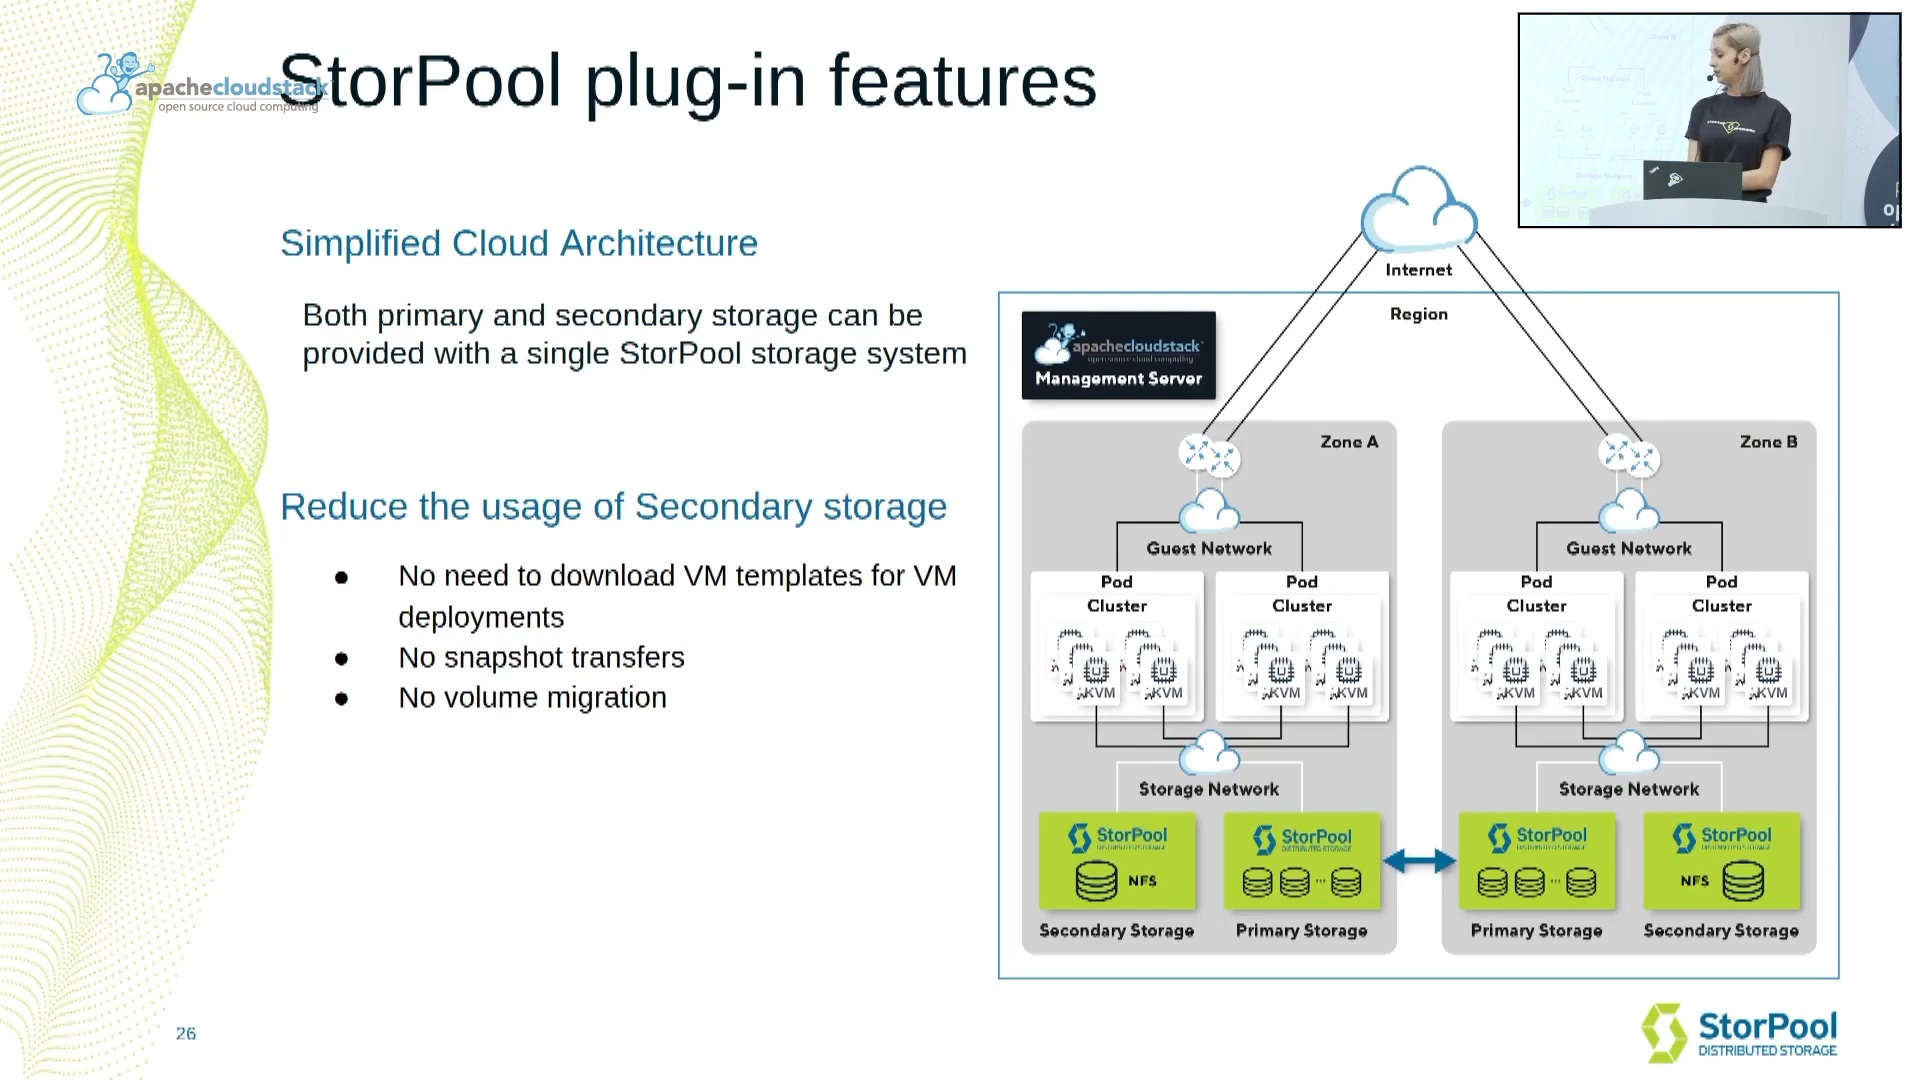 StorPool plug-in features
apachecloudstack
open source cloud computing
Simplified Cloud Architecture
Both primary and secondary storage can be
provided with a single StorPool storage system
Reduce the usage of Secondary storage
● No need to download VM templates for VM
deployments
● No snapshot transfers
● No volume migration
Internet
Region
apachecloudstack
open source cloud computing
Management Server
Zone A
Guest Network
Pod
Cluster
KVM
KVM
Pod
Cluster
KVM
KVM
Storage Network
StorPool
DISTRIBUTED STORAGE
NFS
Secondary Storage
StorPool
DISTRIBUTED STORAGE
...
Primary Storage
Zone B
Guest Network
Pod
Cluster
KVM
KVM
Pod
Cluster
KVM
KVM
Storage Network
StorPool
DISTRIBUTED STORAGE
...
Primary Storage
StorPool
DISTRIBUTED STORAGE
NFS
Secondary Storage
26
StorPool
DISTRIBUTED STORAGE